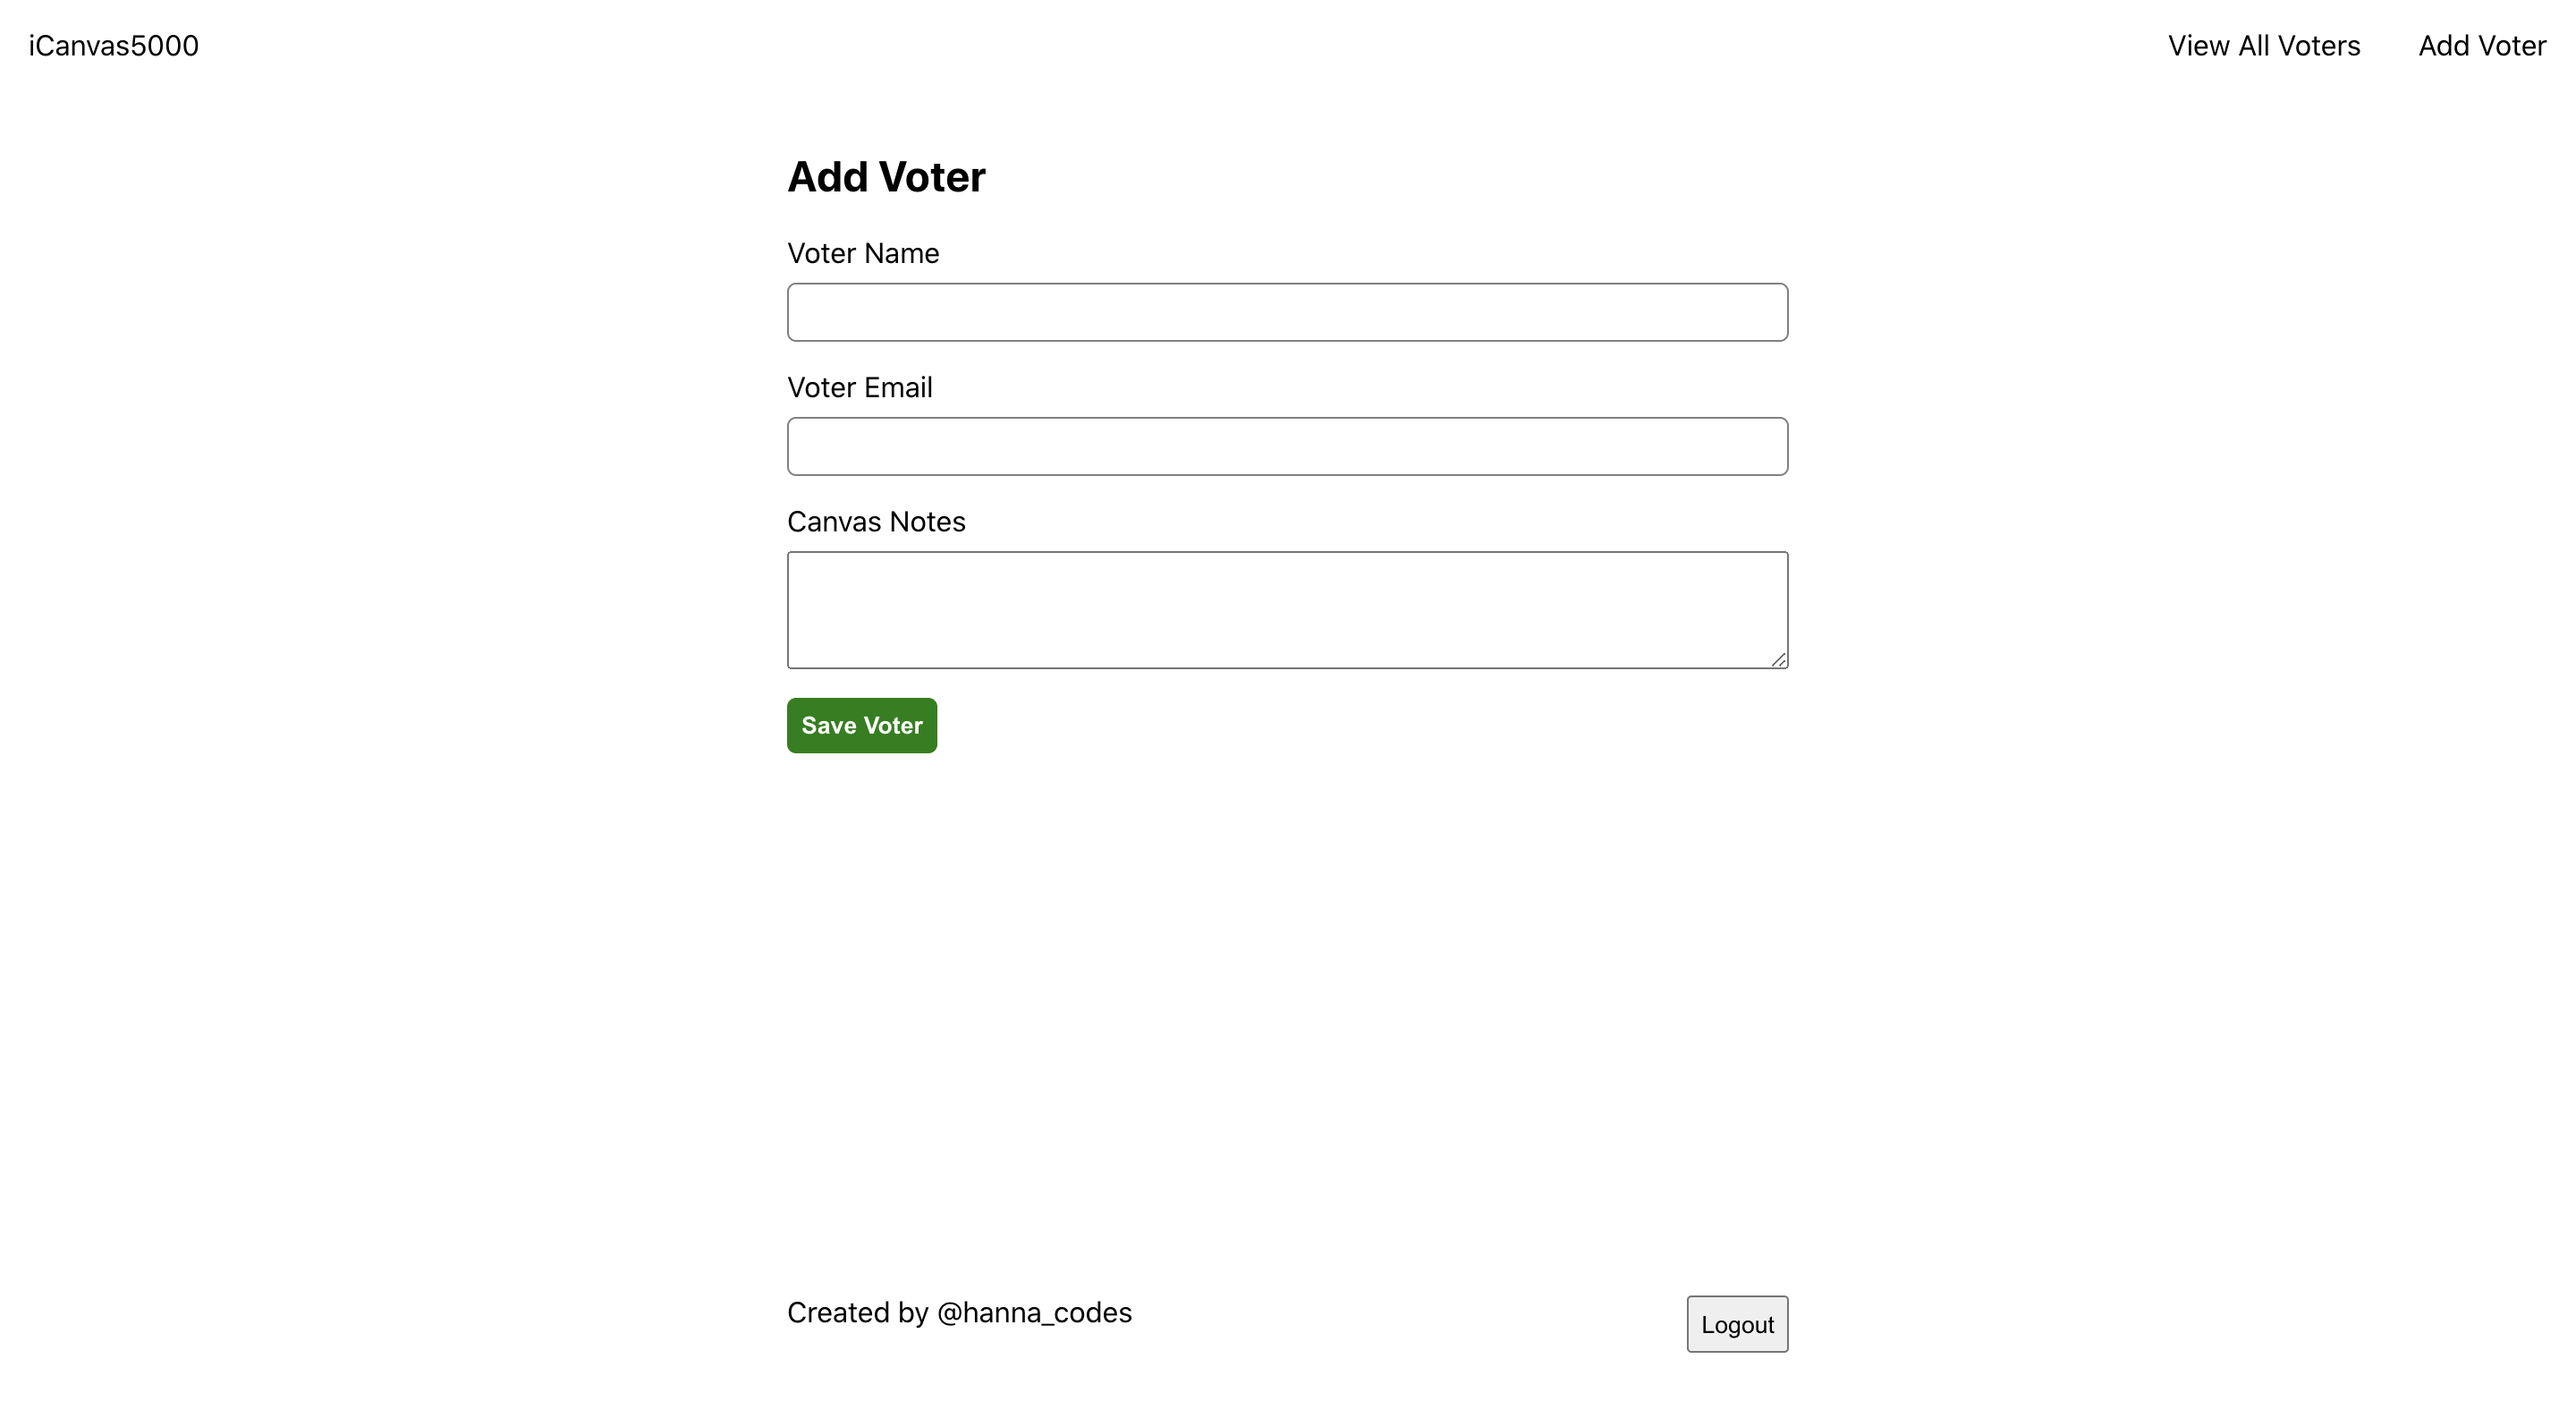 iCanvas5000
View All Voters
Add Voter
Add Voter
Voter Name
Voter Email
Canvas Notes
Save Voter
Created by @hanna_codes
Logout